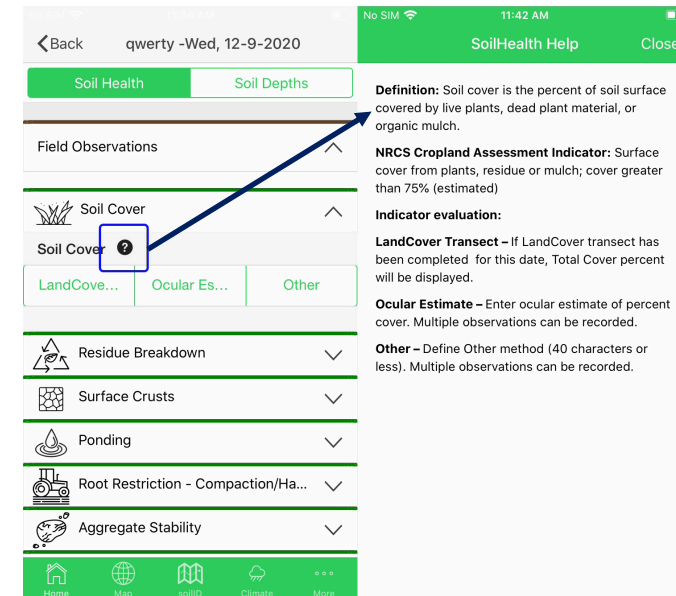 Back
qwerty -Wed, 12-9-2020
Soil Health
Soil Depths
Field Observations
Soil Cover
Soil Cover ?
LandCove...
Ocular Es...
Other
Residue Breakdown
Surface Crusts
Ponding
Root Restriction - Compaction/Ha...
Aggregate Stability
Home
Map
soilID
Climate
More
No SIM
11:42 AM
SoilHealth Help
Close
Definition: Soil cover is the percent of soil surface
covered by live plants, dead plant material, or
organic mulch.
NRCS Cropland Assessment Indicator: Surface
cover from plants, residue or mulch; cover greater
than 75% (estimated)
Indicator evaluation:
LandCover Transect – If LandCover transect has
been completed for this date, Total Cover percent
will be displayed.
Ocular Estimate – Enter ocular estimate of percent
cover. Multiple observations can be recorded.
Other – Define Other method (40 characters or
less). Multiple observations can be recorded.